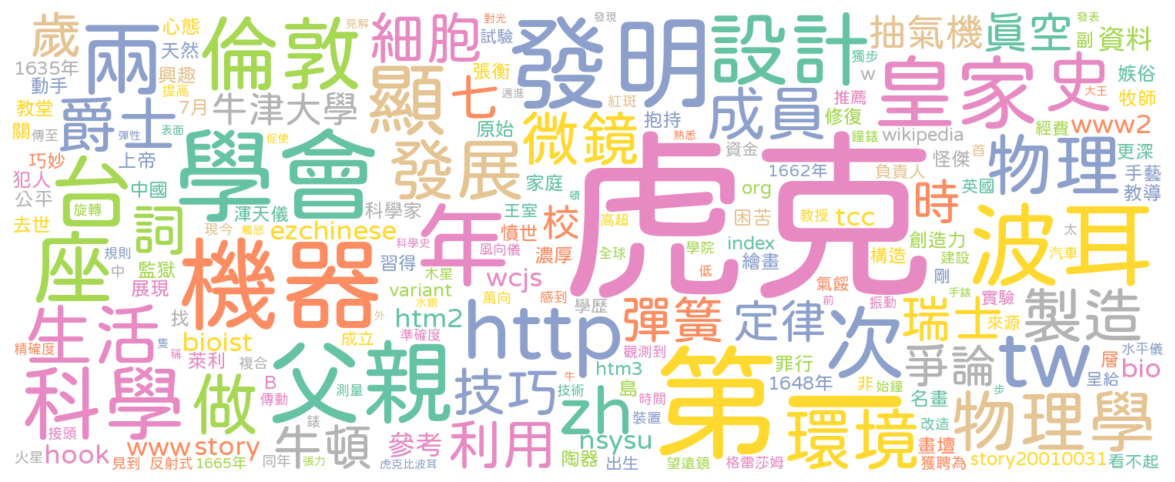 歲 兩 倫敦 細胞 發明 設計 抽氣機 眞空 副 資料
心態 見解 對光 發現 獨步 發表
1635年 天然 試驗 w 嫉俗
動手 興趣 提高 張衡 皇家 史 大王 牧師
教堂 爵士 7月 牛津大學 顯 七 邁進 紅斑 抱持 成員 推薦 修復 鐘錶 經費 www2
關 傳至 彈性 表面 原始 微鏡 wikipedia
巧妙 上帝 學會 促使 發展 熟悉 資金 1662年 怪傑 負責人 首 物理 更深
犯人 中國 台 家庭 虎克 英國 手藝
公平 旋轉 詞 渾天儀 科學家 王室 校 org 困苦 教授 tcc 時 教導
去世 座 現今 觸怒 ezchinese 年 憤世 高超 創造力 波耳 太
規則 中 監獄 機器 科學史 風向儀 濃厚 全球 學院 index 構造 建設 汽車
展現 習得 木星 wcjs 低 繪畫 氣餒 剛 手錶
生活 找 variant 水銀 萬向 感到 學歷 彈簧 定律 前 振動 瑞士 實驗 製造
精確度 bioist 成立 外 htm2 準確度 http 次 來源
隻 稱 萊利 複合 父親 觀測到 爭論 tw 水平儀
科學 做 B 傳動 測量 技巧 牛 技術 htm3 島 時間 第一 罪行 非 始鐘 層 呈給 bio
1648年 環境 名畫 步 物理學
接頭 錶 zh 裝置 改造
www story 牛頓 參考 利用 nsysu 畫壇 獲聘為
火星 hook 見到 反射式 1665年 同年 張力 虎克比波耳 陶器 出生 望遠鏡 格雷莎姆 頓 story20010031 看不起